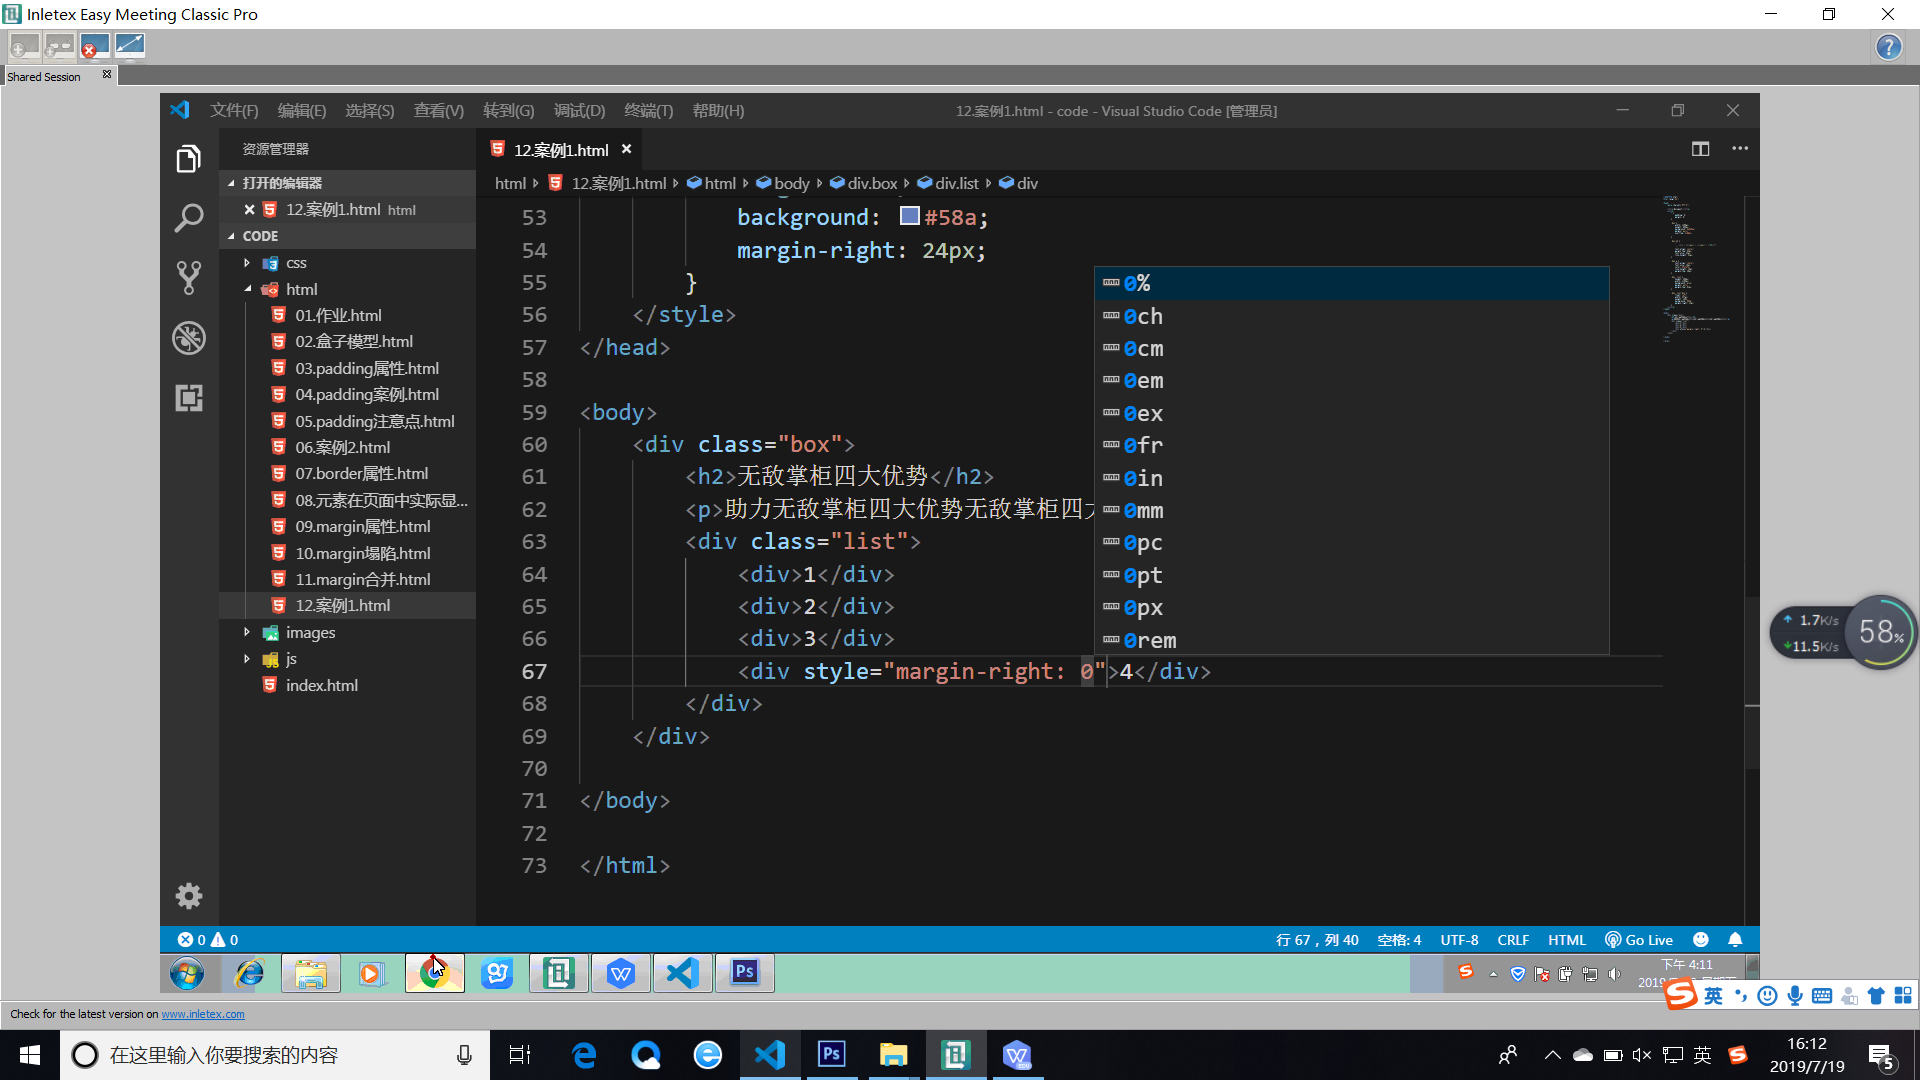 Inletex Easy Meeting Classic Pro
Shared Session
文件(F) 编辑(E) 选择(S) 查看(V) 转到(G) 调试(D) 终端(T) 帮助(H) 12.案例1.html - code - Visual Studio Code [管理员]
资源管理器
12.案例1.html
打开的编辑器
html 12.案例1.html html body div.box div.list div
12.案例1.html html
CODE
css
html
01.作业.html
02.盒子模型.html
03.padding属性.html
04.padding案例.html
05.padding注意点.html
06.案例2.html
07.border属性.html
08.元素在页面中实际显...
09.margin属性.html
10.margin塌陷.html
11.margin合并.html
12.案例1.html
images
js
index.html
53 background: #58a;
54 margin-right: 24px;
55 }
56 </style>
57 </head>
58
59 <body>
60 <div class="box">
61 <h2>无敌掌柜四大优势</h2>
62 <p>助力无敌掌柜四大优势无敌掌柜四
63 <div class="list">
64 <div>1</div>
65 <div>2</div>
66 <div>3</div>
67 <div style="margin-right: 0">4</div>
68 </div>
69 </div>
70
71 </body>
72
73 </html>
0%
0ch
0cm
0em
0ex
0fr
0in
0mm
0pc
0pt
0px
0rem
1.7K/s
11.5K/s
58%
0 0 行 67，列 40 空格: 4 UTF-8 CRLF HTML Go Live
下午 4:11
2019
英
Check for the latest version on www.inletex.com
在这里输入你要搜索的内容
英
16:12
2019/7/19
5